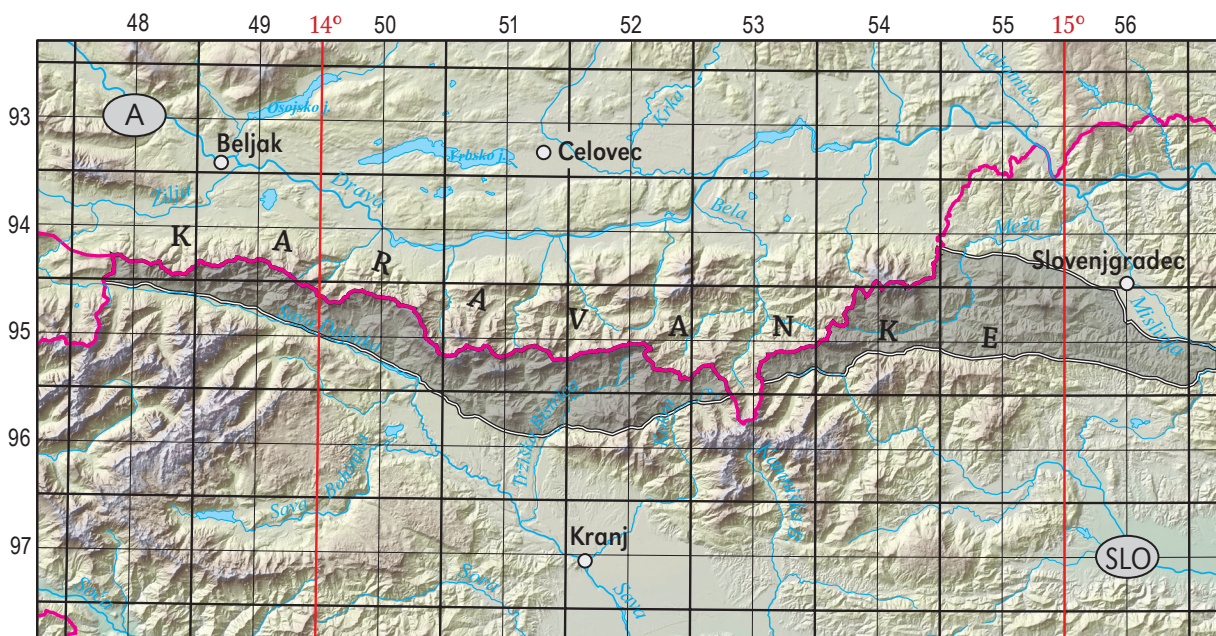 48 49 14° 50 51 52 53 54 55 15° 56
Labotnica
Krka
Osojsko j.
A
93
Beljak
Vrbsko j.
Celovec
Zilja
Drava
Bela
Meža
94
K A R A V A N K E
Slovenjgradec
Mislinja
Sava Dolinka
95
Tržiška Bistrica
Kokra
96
Kamniška B.
Sava Bohinjka
Kranj
97
SLO
Soča
Sora
Sava